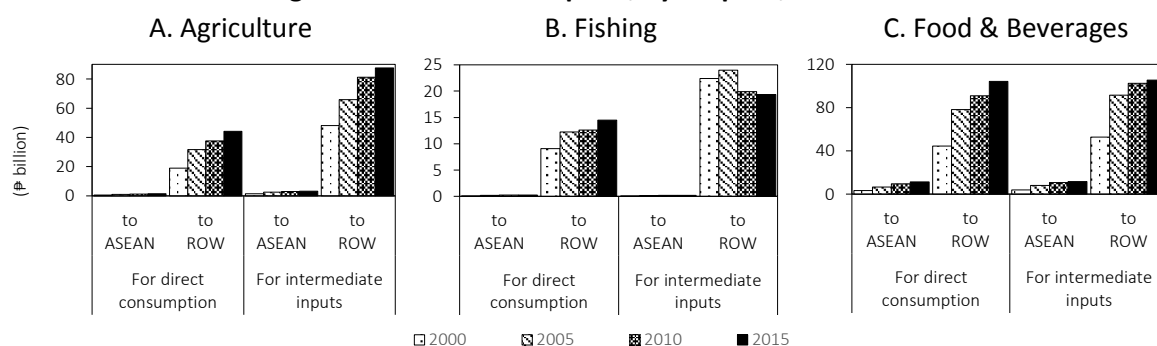 A. Agriculture
B. Fishing
C. Food & Beverages
(₱ billion)
80
60
40
20
0
to ASEAN
to ROW
to ASEAN
to ROW
For direct consumption
For intermediate inputs
25
20
15
10
5
0
to ASEAN
to ROW
to ASEAN
to ROW
For direct consumption
For intermediate inputs
120
80
40
0
to ASEAN
to ROW
to ASEAN
to ROW
For direct consumption
For intermediate inputs
2000 2005 2010 2015